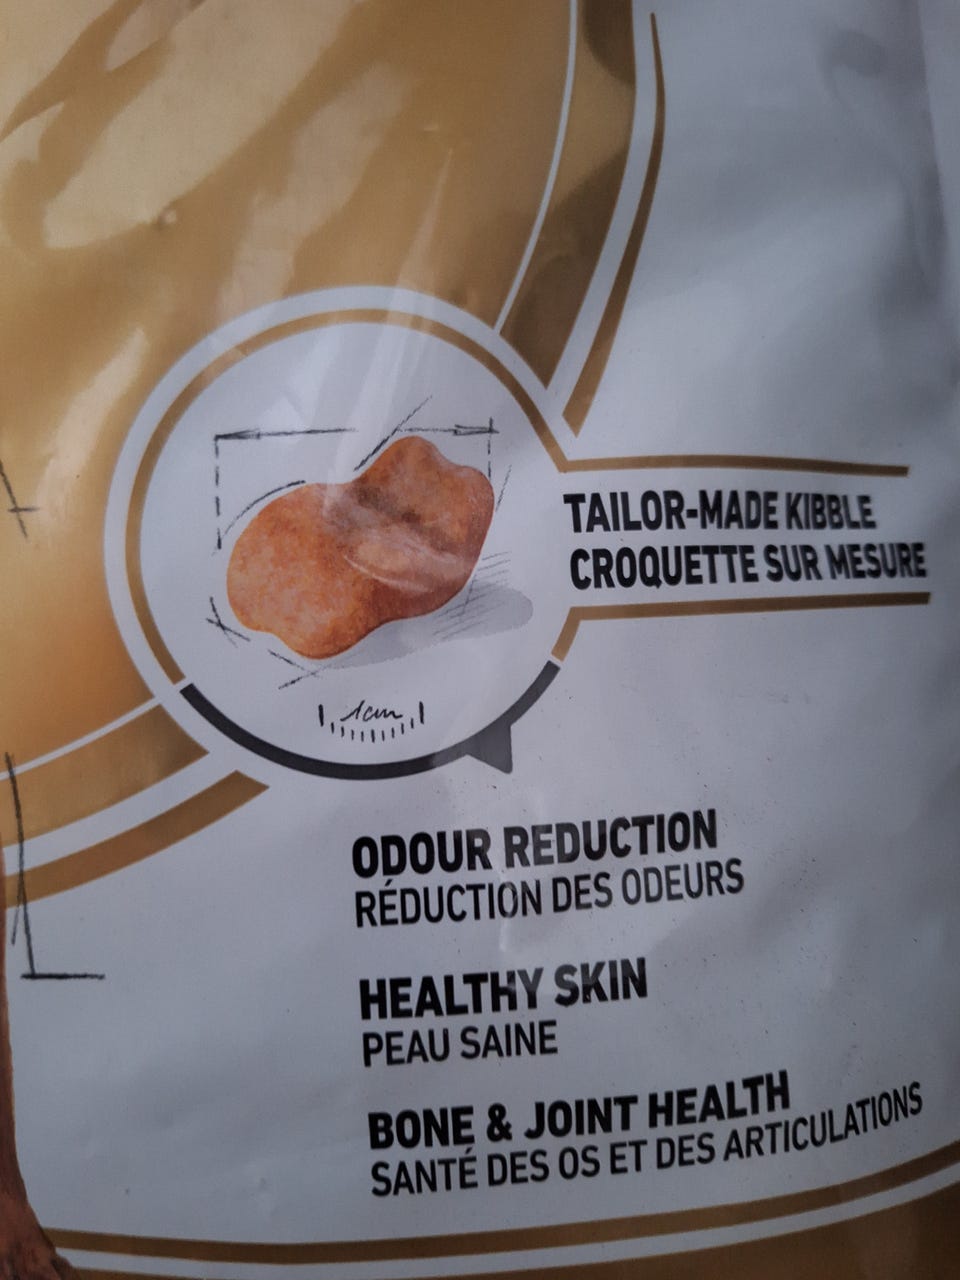 TAILOR-MADE KIBBLE
CROQUETTE SUR MESURE
1cm
ODOUR REDUCTION
RÉDUCTION DES ODEURS
HEALTHY SKIN
PEAU SAINE
BONE & JOINT HEALTH
SANTÉ DES OS ET DES ARTICULATIONS